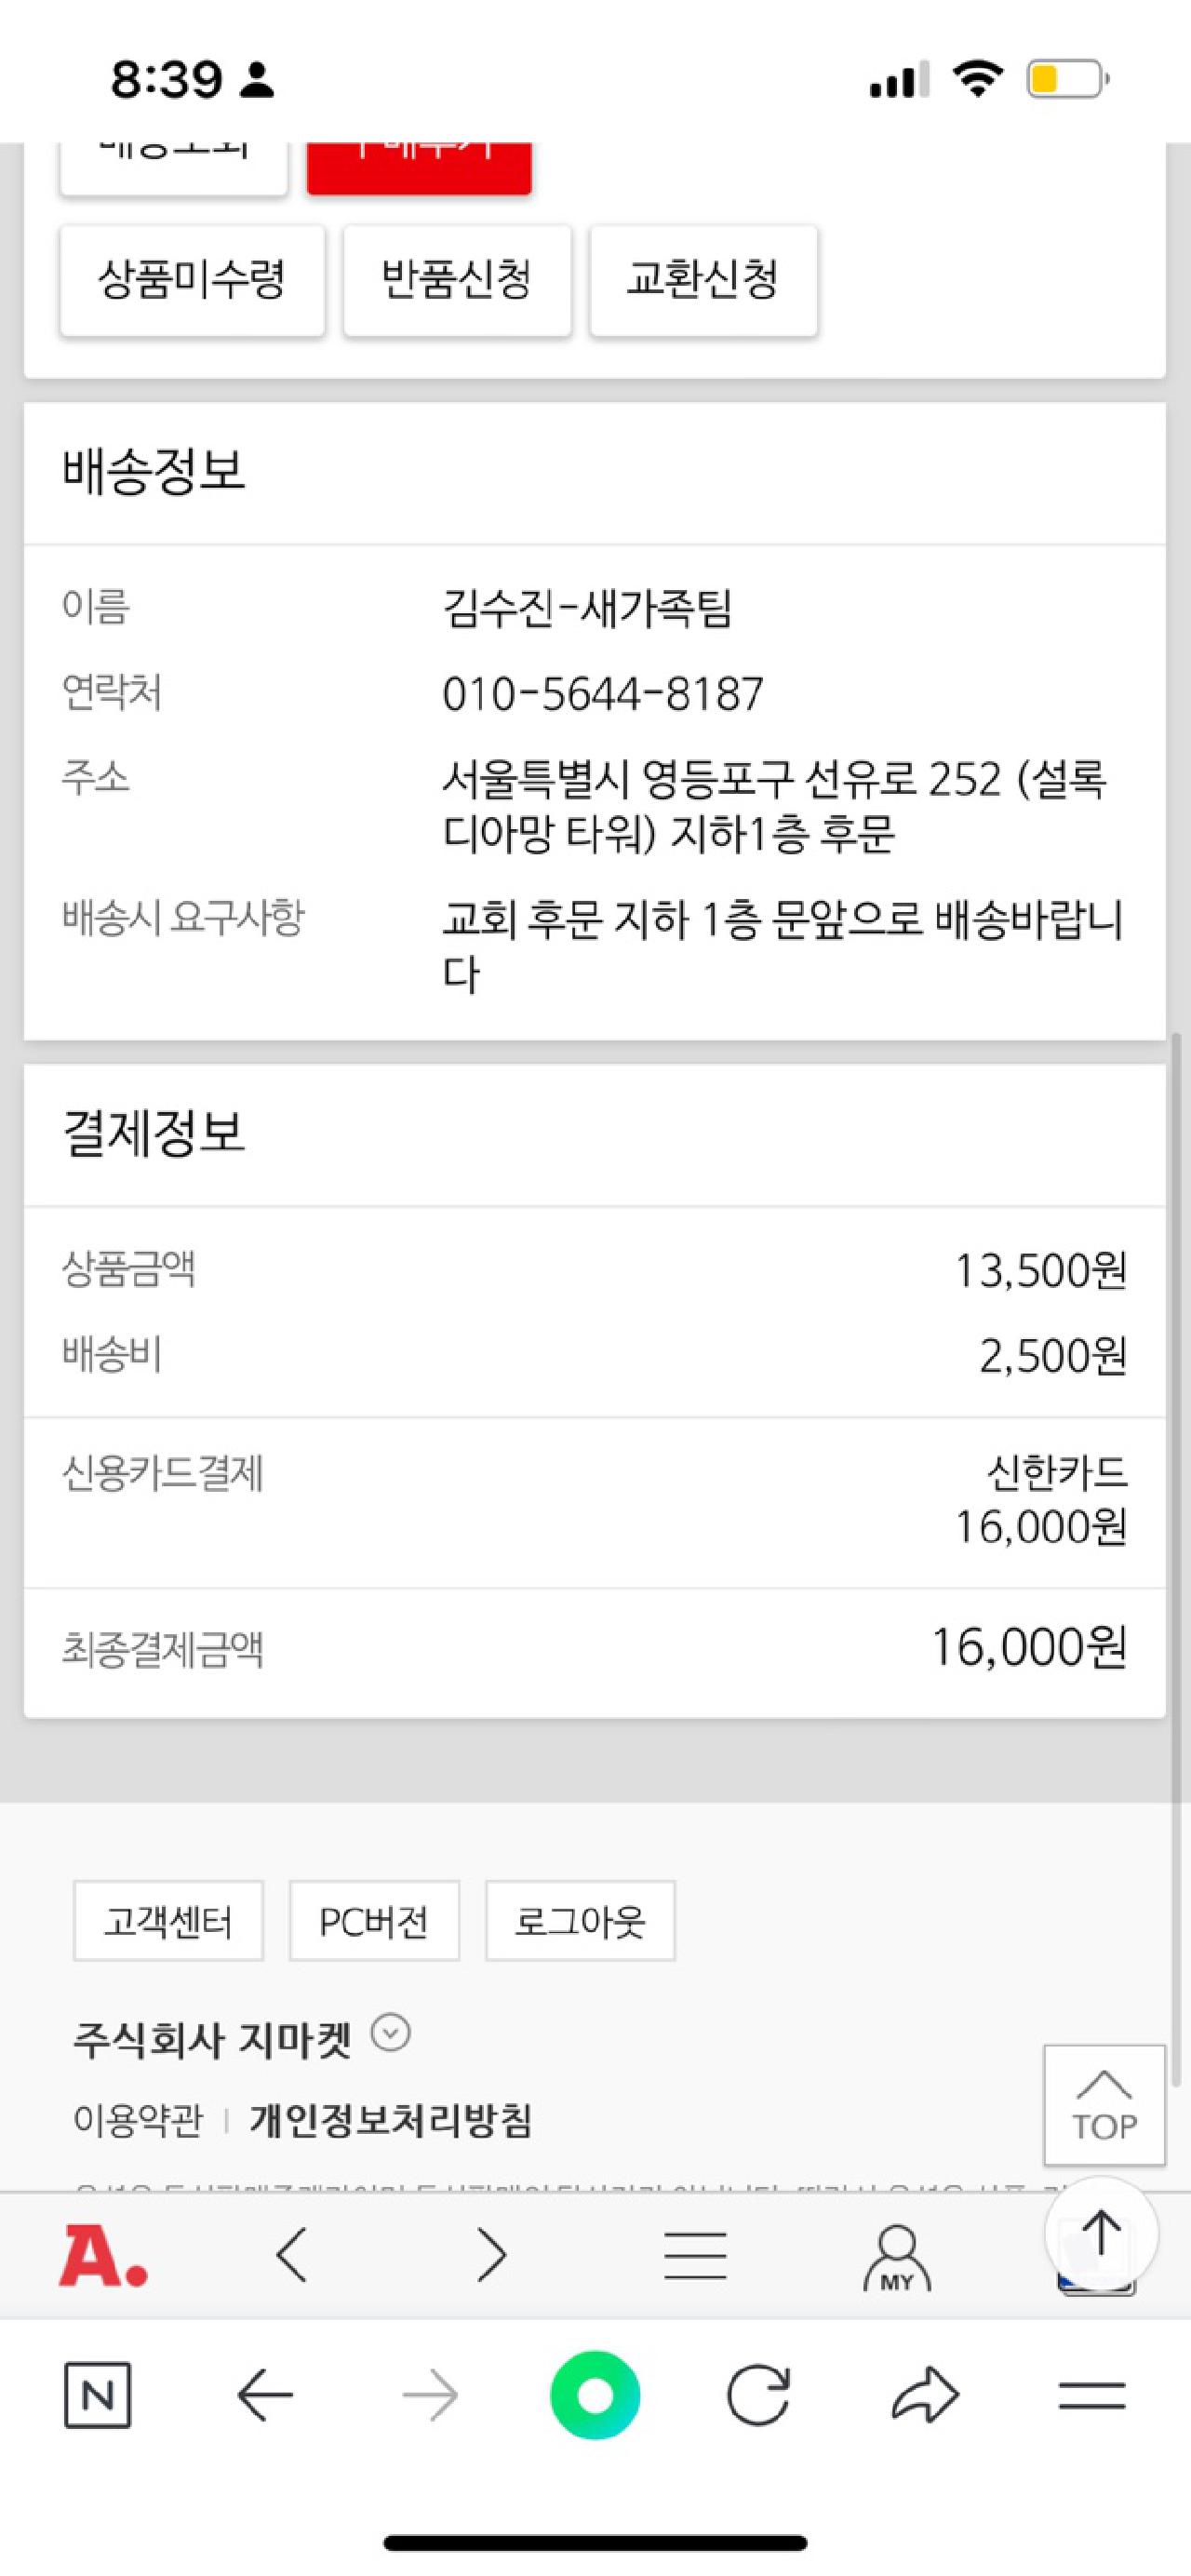 8:39
상품미수령 반품신청 교환신청
배송정보
이름 김수진-새가족팀
연락처 010-5644-8187
주소 서울특별시 영등포구 선유로 252 (설록
디아망 타워) 지하1층 후문
배송시 요구사항 교회 후문 지하 1층 문앞으로 배송바랍니
다
결제정보
상품금액 13,500원
배송비 2,500원
신용카드결제 신한카드
16,000원
최종결제금액 16,000원
고객센터 PC버전 로그아웃
주식회사 지마켓
이용약관 | 개인정보처리방침
TOP
A.
MY
N